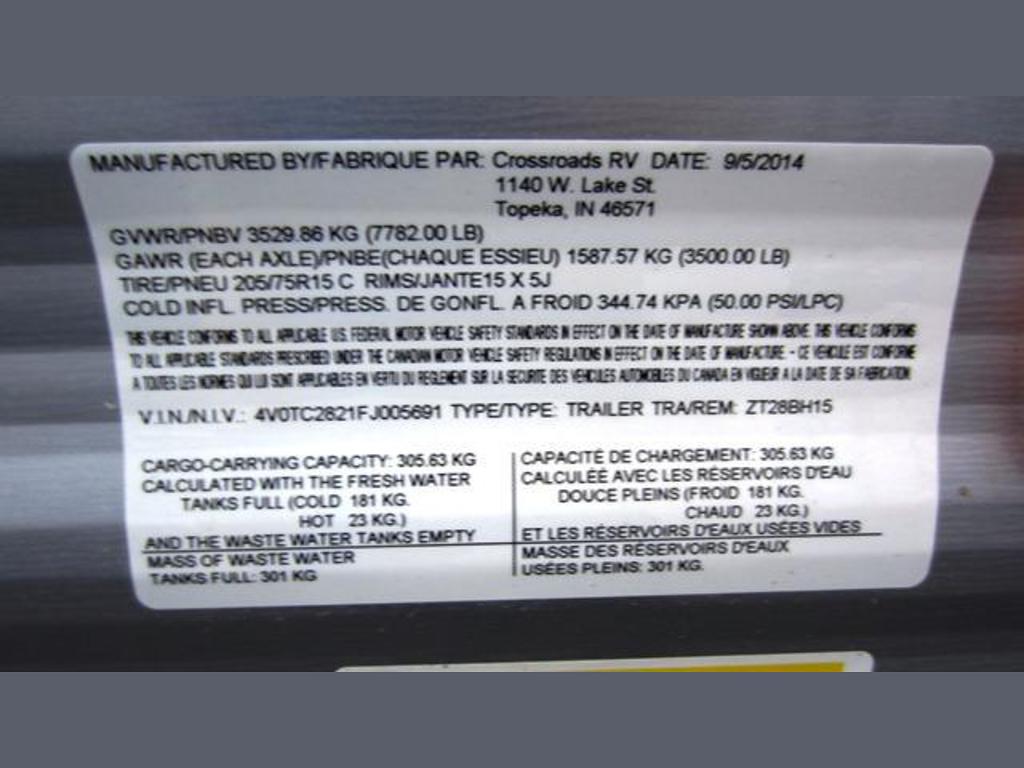 MANUFACTURED BY/FABRIQUE PAR: Crossroads RV DATE: 9/5/2014
1140 W. Lake St.
Topeka, IN 46571
GVWR/PNBV 3529.86 KG (7782.00 LB)
GAWR (EACH AXLE)/PNBE(CHAQUE ESSIEU) 1587.57 KG (3500.00 LB)
TIRE/PNEU 205/75R15 C RIMS/JANTE15 X 5J
COLD INFL. PRESS/PRESS. DE GONFL. A FROID 344.74 KPA (50.00 PSI/LPC)
THIS VEHICLE CONFORMS TO ALL APPLICABLE U.S. FEDERAL MOTOR VEHICLE SAFETY STANDARDS IN EFFECT ON THE DATE OF MANUFACTURE SHOWN ABOVE. THIS VEHICLE CONFORMS
TO ALL APPLICABLE STANDARDS PRESCRIBED UNDER THE CANADIAN MOTOR VEHICLE SAFETY REGULATIONS IN EFFECT ON THE DATE OF MANUFACTURE - CE VEHICULE EST CONFORME
A TOUTES LES NORMES QUI LUI SONT APPLICABLES EN VERTU DU REGLEMENT SUR LA SECURITE DES VEHICULES AUTOMOBILES DU CANADA EN VIGUEUR A LA DATE DE SA FABRICATION
V.I.N./N.I.V.: 4V0TC2821FJ005691 TYPE/TYPE: TRAILER TRA/REM: ZT28BH15
CARGO-CARRYING CAPACITY: 305.63 KG
CALCULATED WITH THE FRESH WATER
TANKS FULL (COLD 181 KG.
HOT 23 KG.)
AND THE WASTE WATER TANKS EMPTY
MASS OF WASTE WATER
TANKS FULL: 301 KG
CAPACITÉ DE CHARGEMENT: 305.63 KG
CALCULÉE AVEC LES RÉSERVOIRS D'EAU
DOUCE PLEINS (FROID 181 KG.
CHAUD 23 KG.)
ET LES RÉSERVOIRS D'EAUX USÉES VIDES
MASSE DES RÉSERVOIRS D'EAUX
USÉES PLEINS: 301 KG.